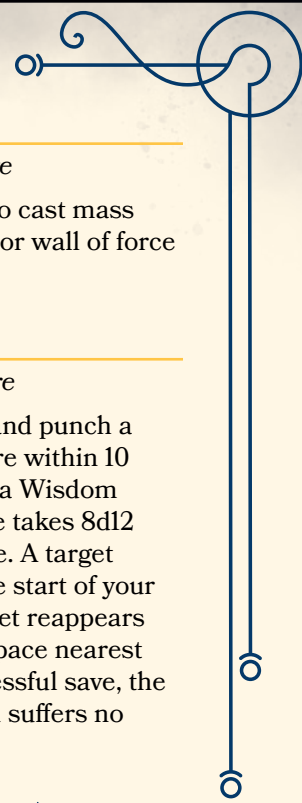 o cast mass
or wall of force
and punch a
re within 10
a Wisdom
e takes 8d12
e. A target
e start of your
et reappears
pace nearest
essful save, the
suffers no